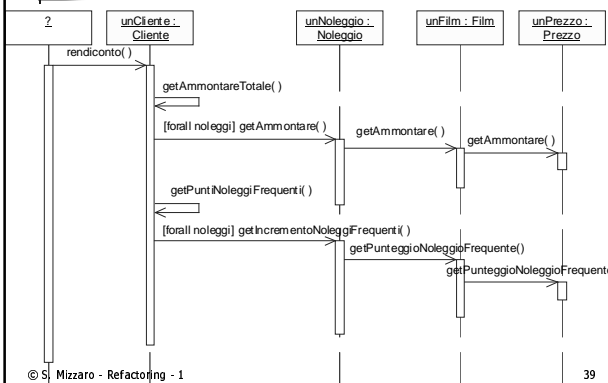 ?
unCliente :
Cliente
unNoleggio :
Noleggio
unFilm : Film
unPrezzo :
Prezzo
rendiconto( )
getAmmontareTotale( )
[forall noleggi] getAmmontare( )
getAmmontare( )
getAmmontare( )
getPuntiNoleggiFrequenti( )
[forall noleggi] getIncrementoNoleggiFrequenti( )
getPunteggioNoleggioFrequente()
getPunteggioNoleggioFrequente
© S. Mizzaro - Refactoring - 1
39